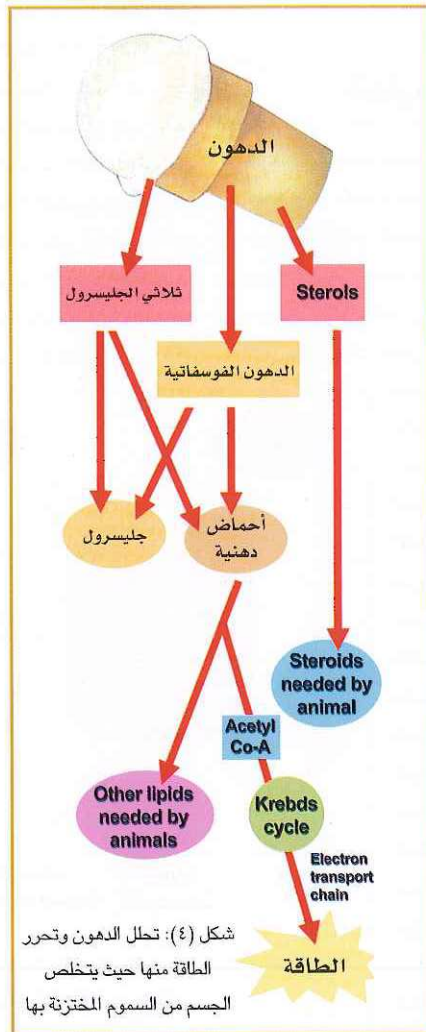 الدهون
ثلاثي الجليسرول
Sterols
الدهون الفوسفاتية
جليسرول
أحماض
دهنية
Steroids
needed by
animal
Acetyl
Co-A
Other lipids
needed by
animals
Krebds
cycle
Electron
transport
chain
الطاقة
شكل (٤): تحلل الدهون وتحرر
الطاقة منها حيث يتخلص
الجسم من السموم المختزنة بها